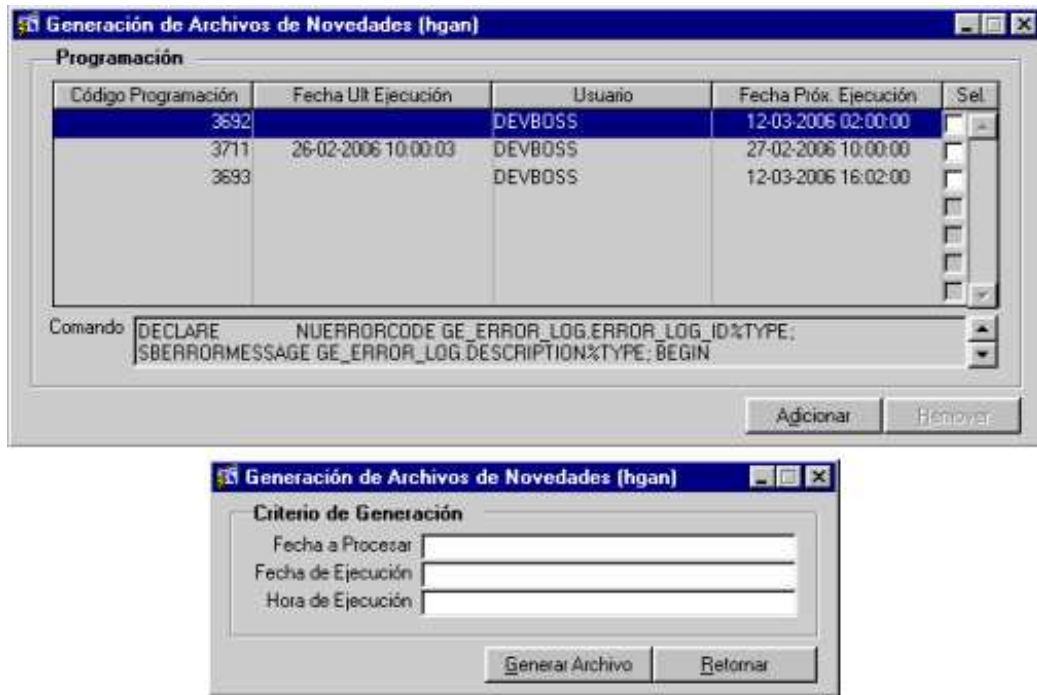 Generación de Archivos de Novedades (hgan)
Programación
Código Programación Fecha Ult Ejecución Usuario Fecha Próx. Ejecución Sel.
3692 DEVBOSS 12-03-2006 02:00:00
3711 26-02-2006 10:00:03 DEVBOSS 27-02-2006 10:00:00
3693 DEVBOSS 12-03-2006 16:02:00
Comando DECLARE NUERRORCODE GE_ERROR_LOG.ERROR_LOG_ID%TYPE;
SBERRORMESSAGE GE_ERROR_LOG.DESCRIPTION%TYPE; BEGIN
Adicionar Remover
Generación de Archivos de Novedades (hgan)
Criterio de Generación
Fecha a Procesar
Fecha de Ejecución
Hora de Ejecución
Generar Archivo Retornar